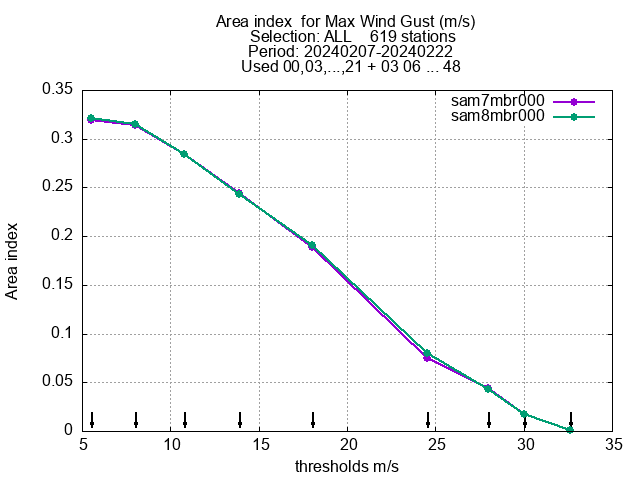 Area index  for Max Wind Gust (m/s)
Selection: ALL    619 stations
Period: 20240207-20240222
Used 00,03,...,21 + 03 06 ... 48
sam7mbr000
sam8mbr000
0.35
0.3
0.25
0.2
0.15
0.1
0.05
0
Area index
5 10 15 20 25 30 35
thresholds m/s